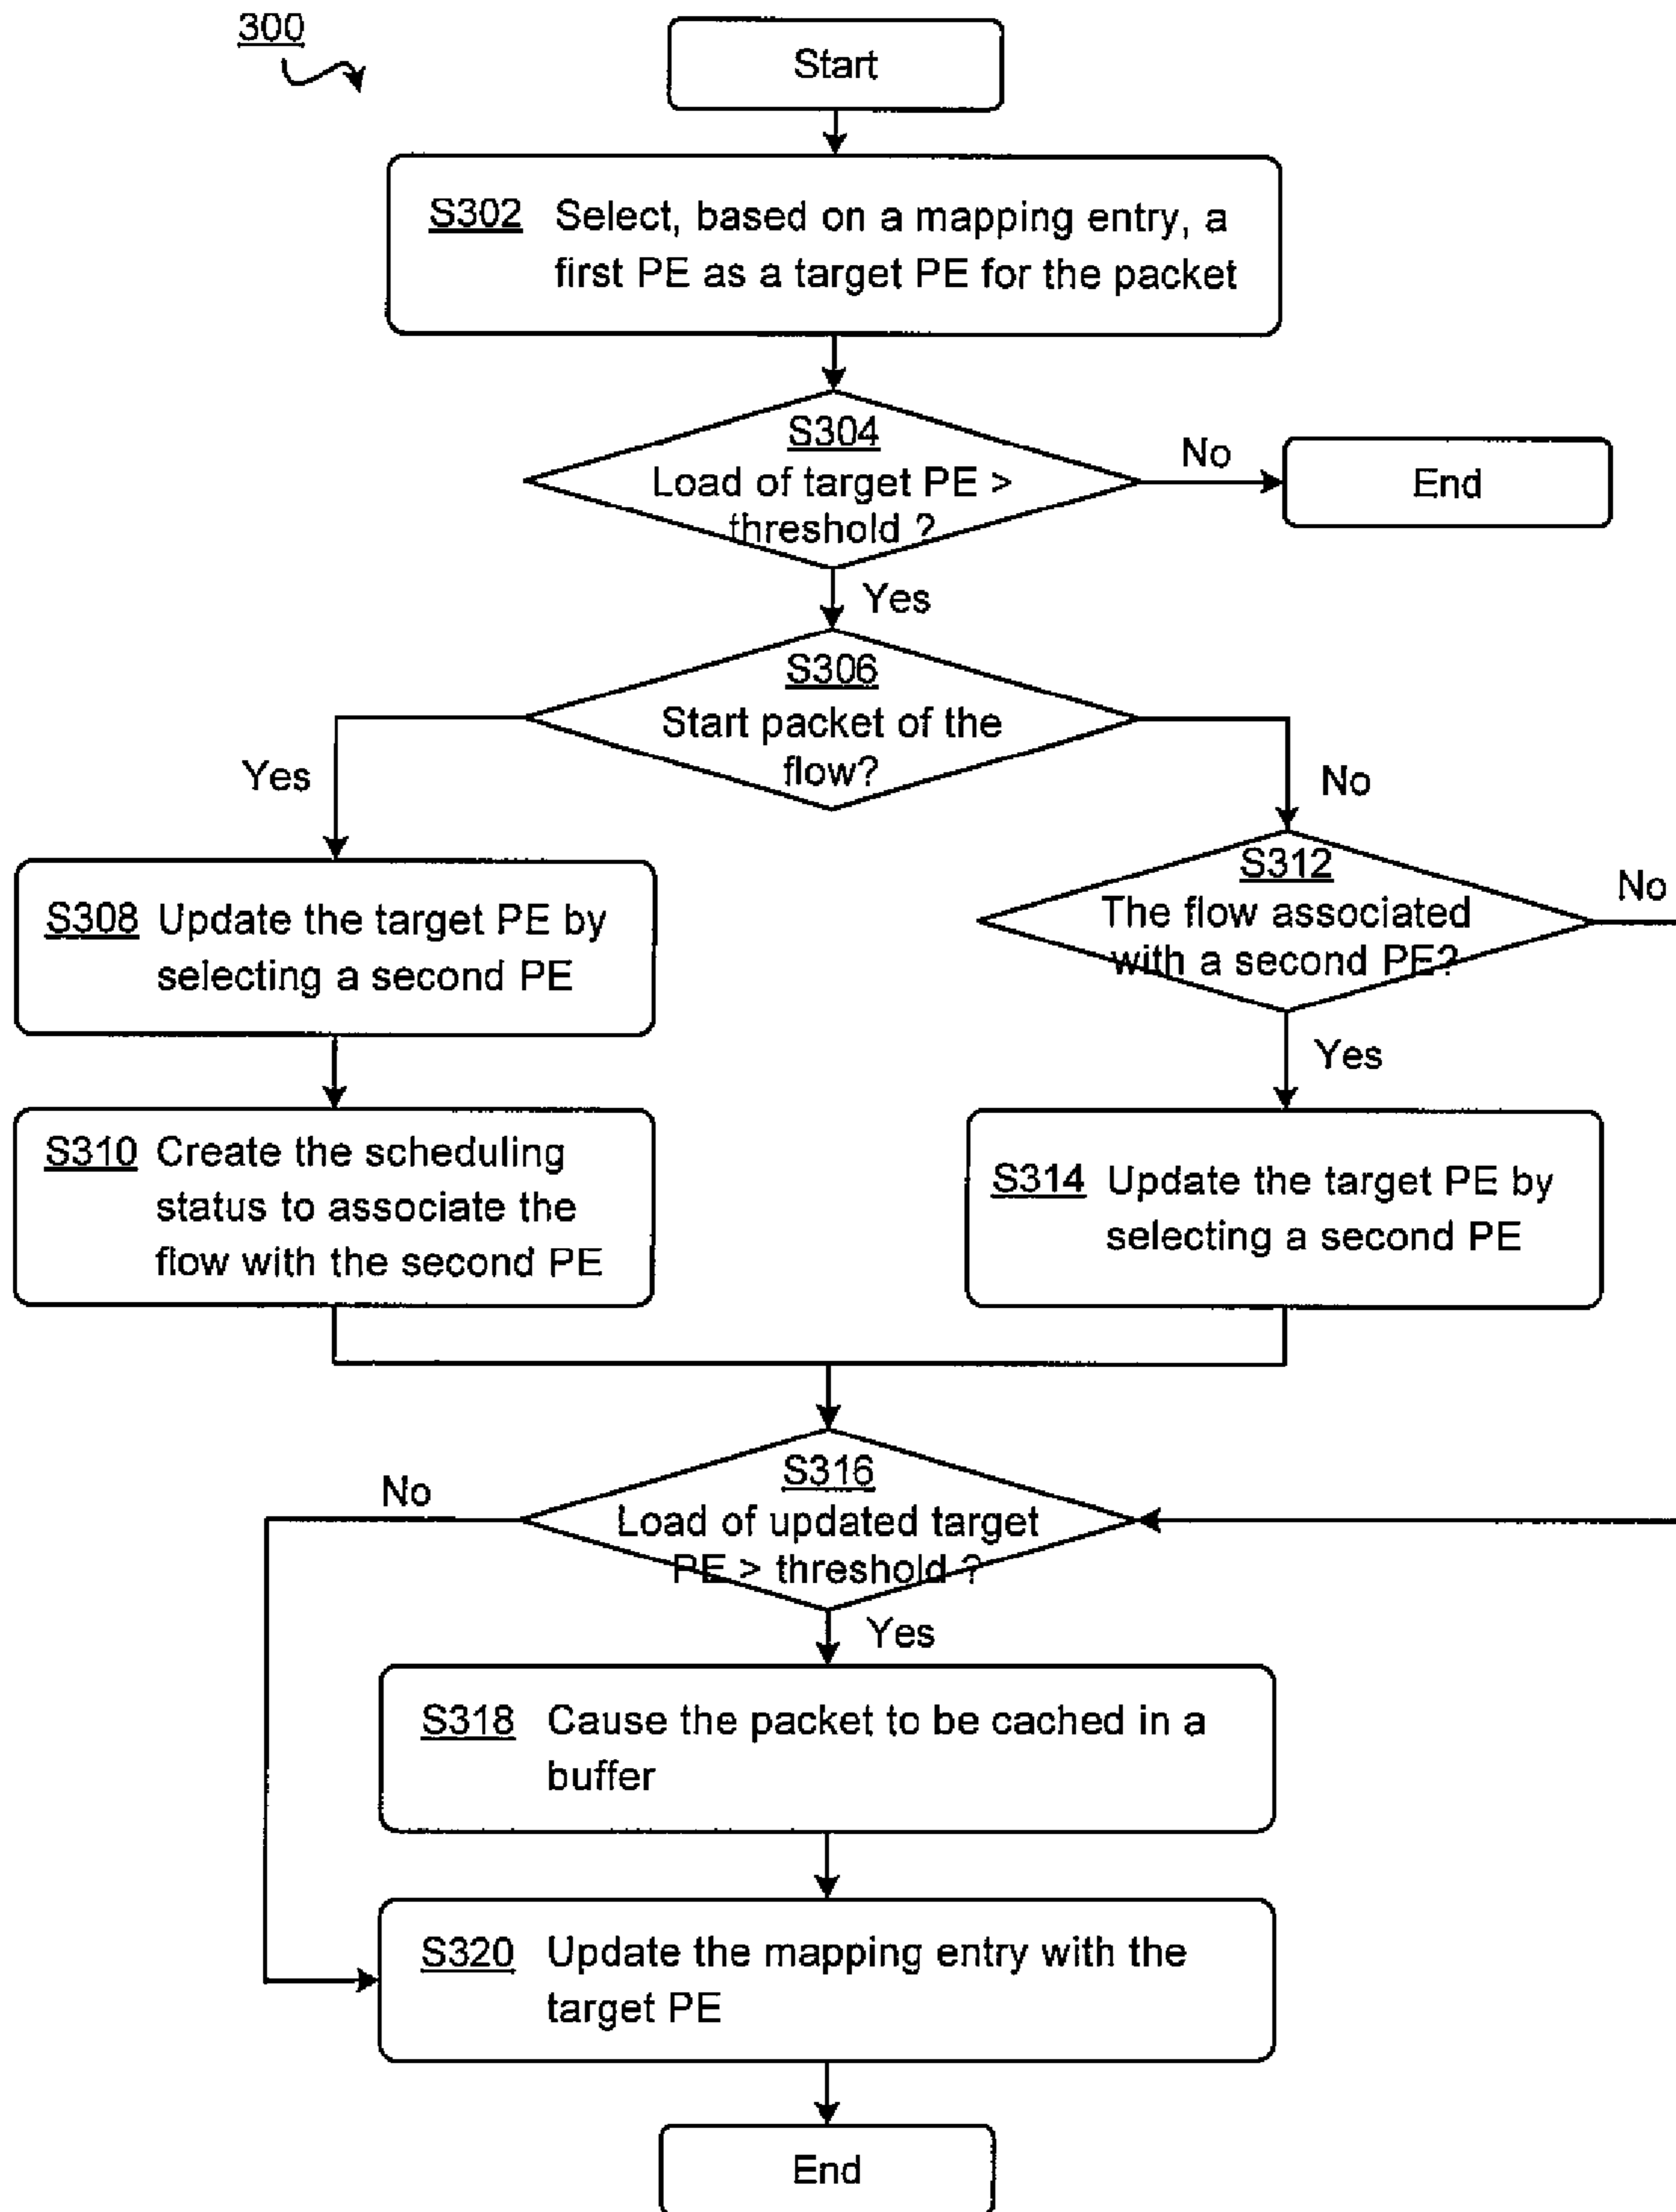 300
Start
S302 Select, based on a mapping entry, a
first PE as a target PE for the packet
S304
Load of target PE >
threshold ?
No
End
Yes
S306
Start packet of the
flow?
Yes
No
S308 Update the target PE by
selecting a second PE
S312
The flow associated
with a second PE?
No
Yes
S310 Create the scheduling
status to associate the
flow with the second PE
S314 Update the target PE by
selecting a second PE
S316
Load of updated target
PE > threshold ?
No
Yes
S318 Cause the packet to be cached in a
buffer
S320 Update the mapping entry with the
target PE
End